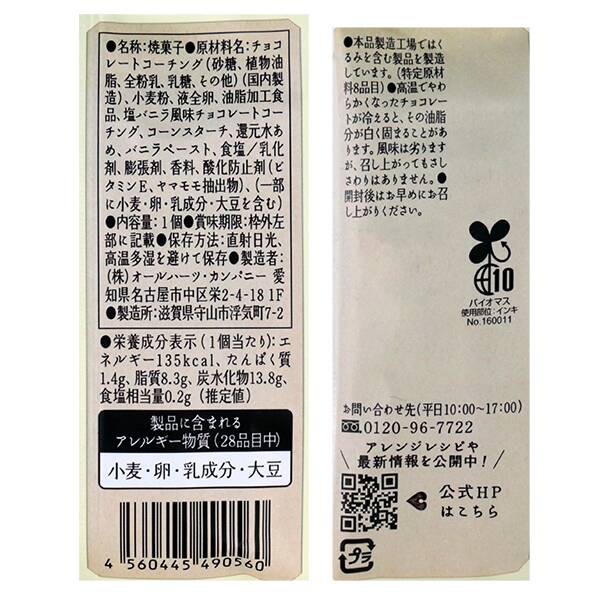 ●名称:焼菓子●原材料名:チョコ
レートコーチング(砂糖、植物油
脂、全粉乳、乳糖、その他)(国内製
造)、小麦粉、液全卵、油脂加工食
品、塩バニラ風味チョコレートコー
チング、コーンスターチ、還元水あ
め、バニラペースト、食塩/乳化
剤、膨張剤、香料、酸化防止剤(ビ
タミンE、ヤマモモ抽出物)、(一部
に小麦・卵・乳成分・大豆を含む)
●内容量:1個●賞味期限:枠外左
部に記載●保存方法:直射日光、
高温多湿を避けて保存●製造者:
(株)オールハーツ・カンパニー 愛
知県名古屋市中区栄2-4-18 1F
●製造所:滋賀県守山市浮気町7-2
●栄養成分表示(1個当たり):エ
ネルギー135kcal、たんぱく質
1.4g、脂質8.3g、炭水化物13.8g、
食塩相当量0.2g(推定値)
製品に含まれる
アレルギー物質(28品目中)
小麦・卵・乳成分・大豆
4 560445 490560
●本品製造工場ではく
るみを含む製品を製造
しています。(特定原材
料8品目)●高温でやわ
らかくなったチョコレー
トが冷えると、その油脂
分が白く固まることがあ
ります。風味は劣ります
が、召し上がってもさし
さわりはありません。●
開封後はお早めにお召
し上がりください。
10
バイオマス
使用部位:インキ
No.160011
お問い合わせ先(平日10:00〜17:00)
0120-96-7722
アレンジレシピや
最新情報を公開中!
公式HP
はこちら
プラ